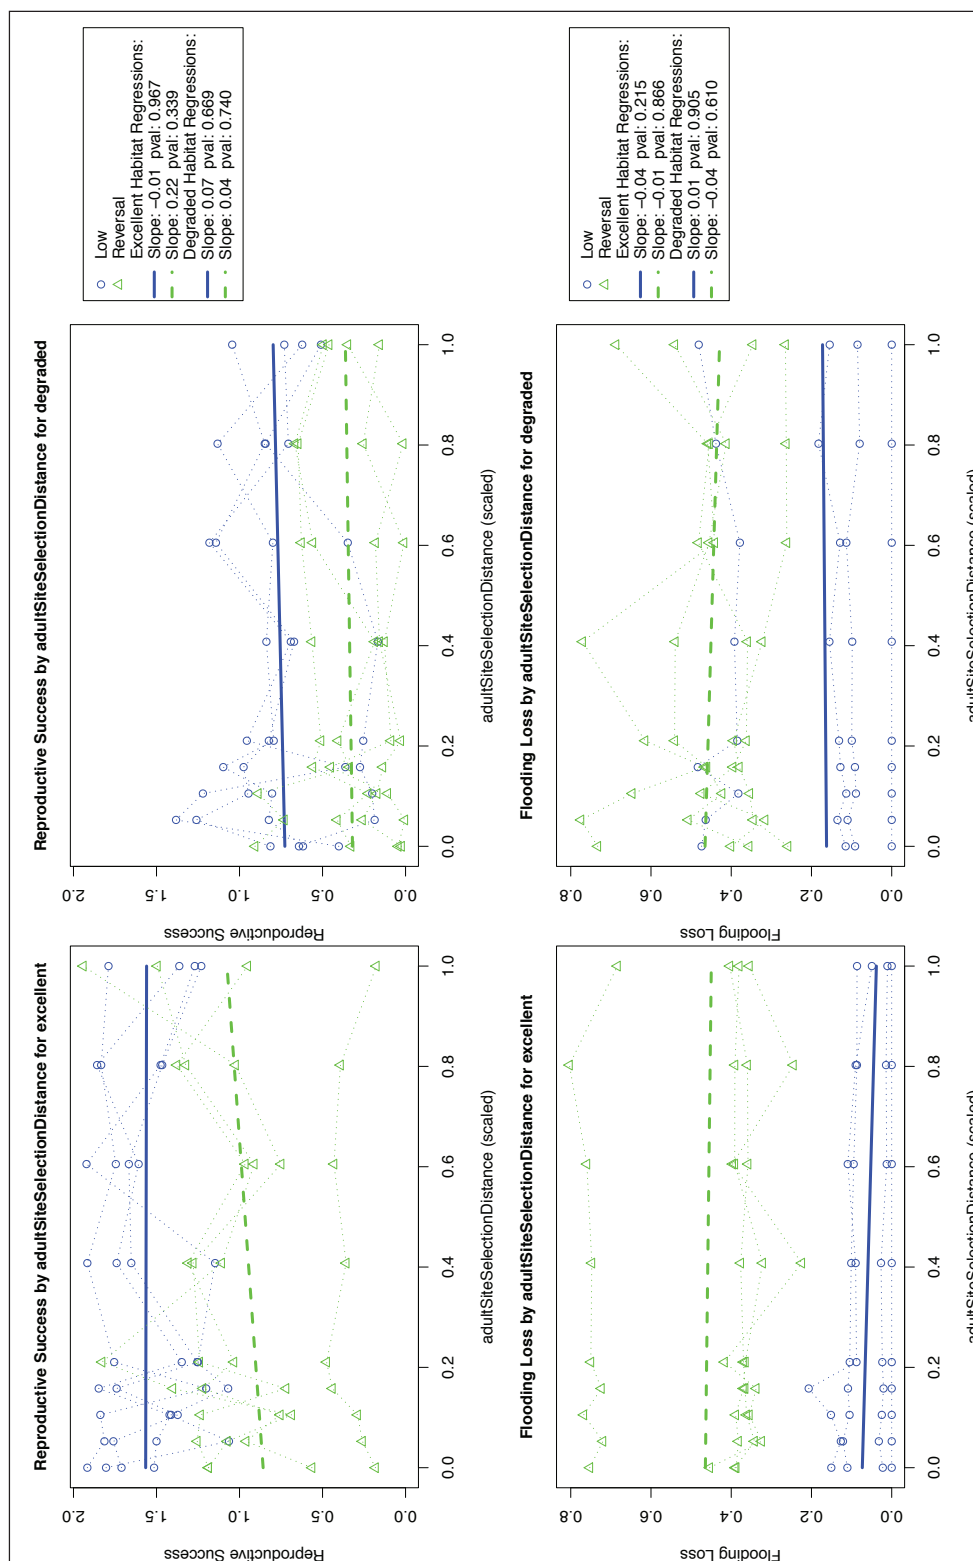 Reproductive Success by adultSiteSelectionDistance for excellent
Reproductive Success
2.0
1.5
1.0
0.5
0.0
0.0
0.2
0.4
0.6
0.8
1.0
adultSiteSelectionDistance (scaled)
Reproductive Success by adultSiteSelectionDistance for degraded
Reproductive Success
2.0
1.5
1.0
0.5
0.0
0.0
0.2
0.4
0.6
0.8
1.0
adultSiteSelectionDistance (scaled)
Low
Reversal
Excellent Habitat Regressions:
Slope: −0.01 pval: 0.967
Slope: 0.22 pval: 0.339
Degraded Habitat Regressions:
Slope: 0.07 pval: 0.669
Slope: 0.04 pval: 0.740
Flooding Loss by adultSiteSelectionDistance for excellent
Flooding Loss
0.8
0.6
0.4
0.2
0.0
0.0
0.2
0.4
0.6
0.8
1.0
adultSiteSelectionDistance (scaled)
Flooding Loss by adultSiteSelectionDistance for degraded
Flooding Loss
0.8
0.6
0.4
0.2
0.0
0.0
0.2
0.4
0.6
0.8
1.0
adultSiteSelectionDistance (scaled)
Low
Reversal
Excellent Habitat Regressions:
Slope: −0.04 pval: 0.215
Slope: −0.01 pval: 0.866
Degraded Habitat Regressions:
Slope: 0.01 pval: 0.905
Slope: −0.04 pval: 0.610